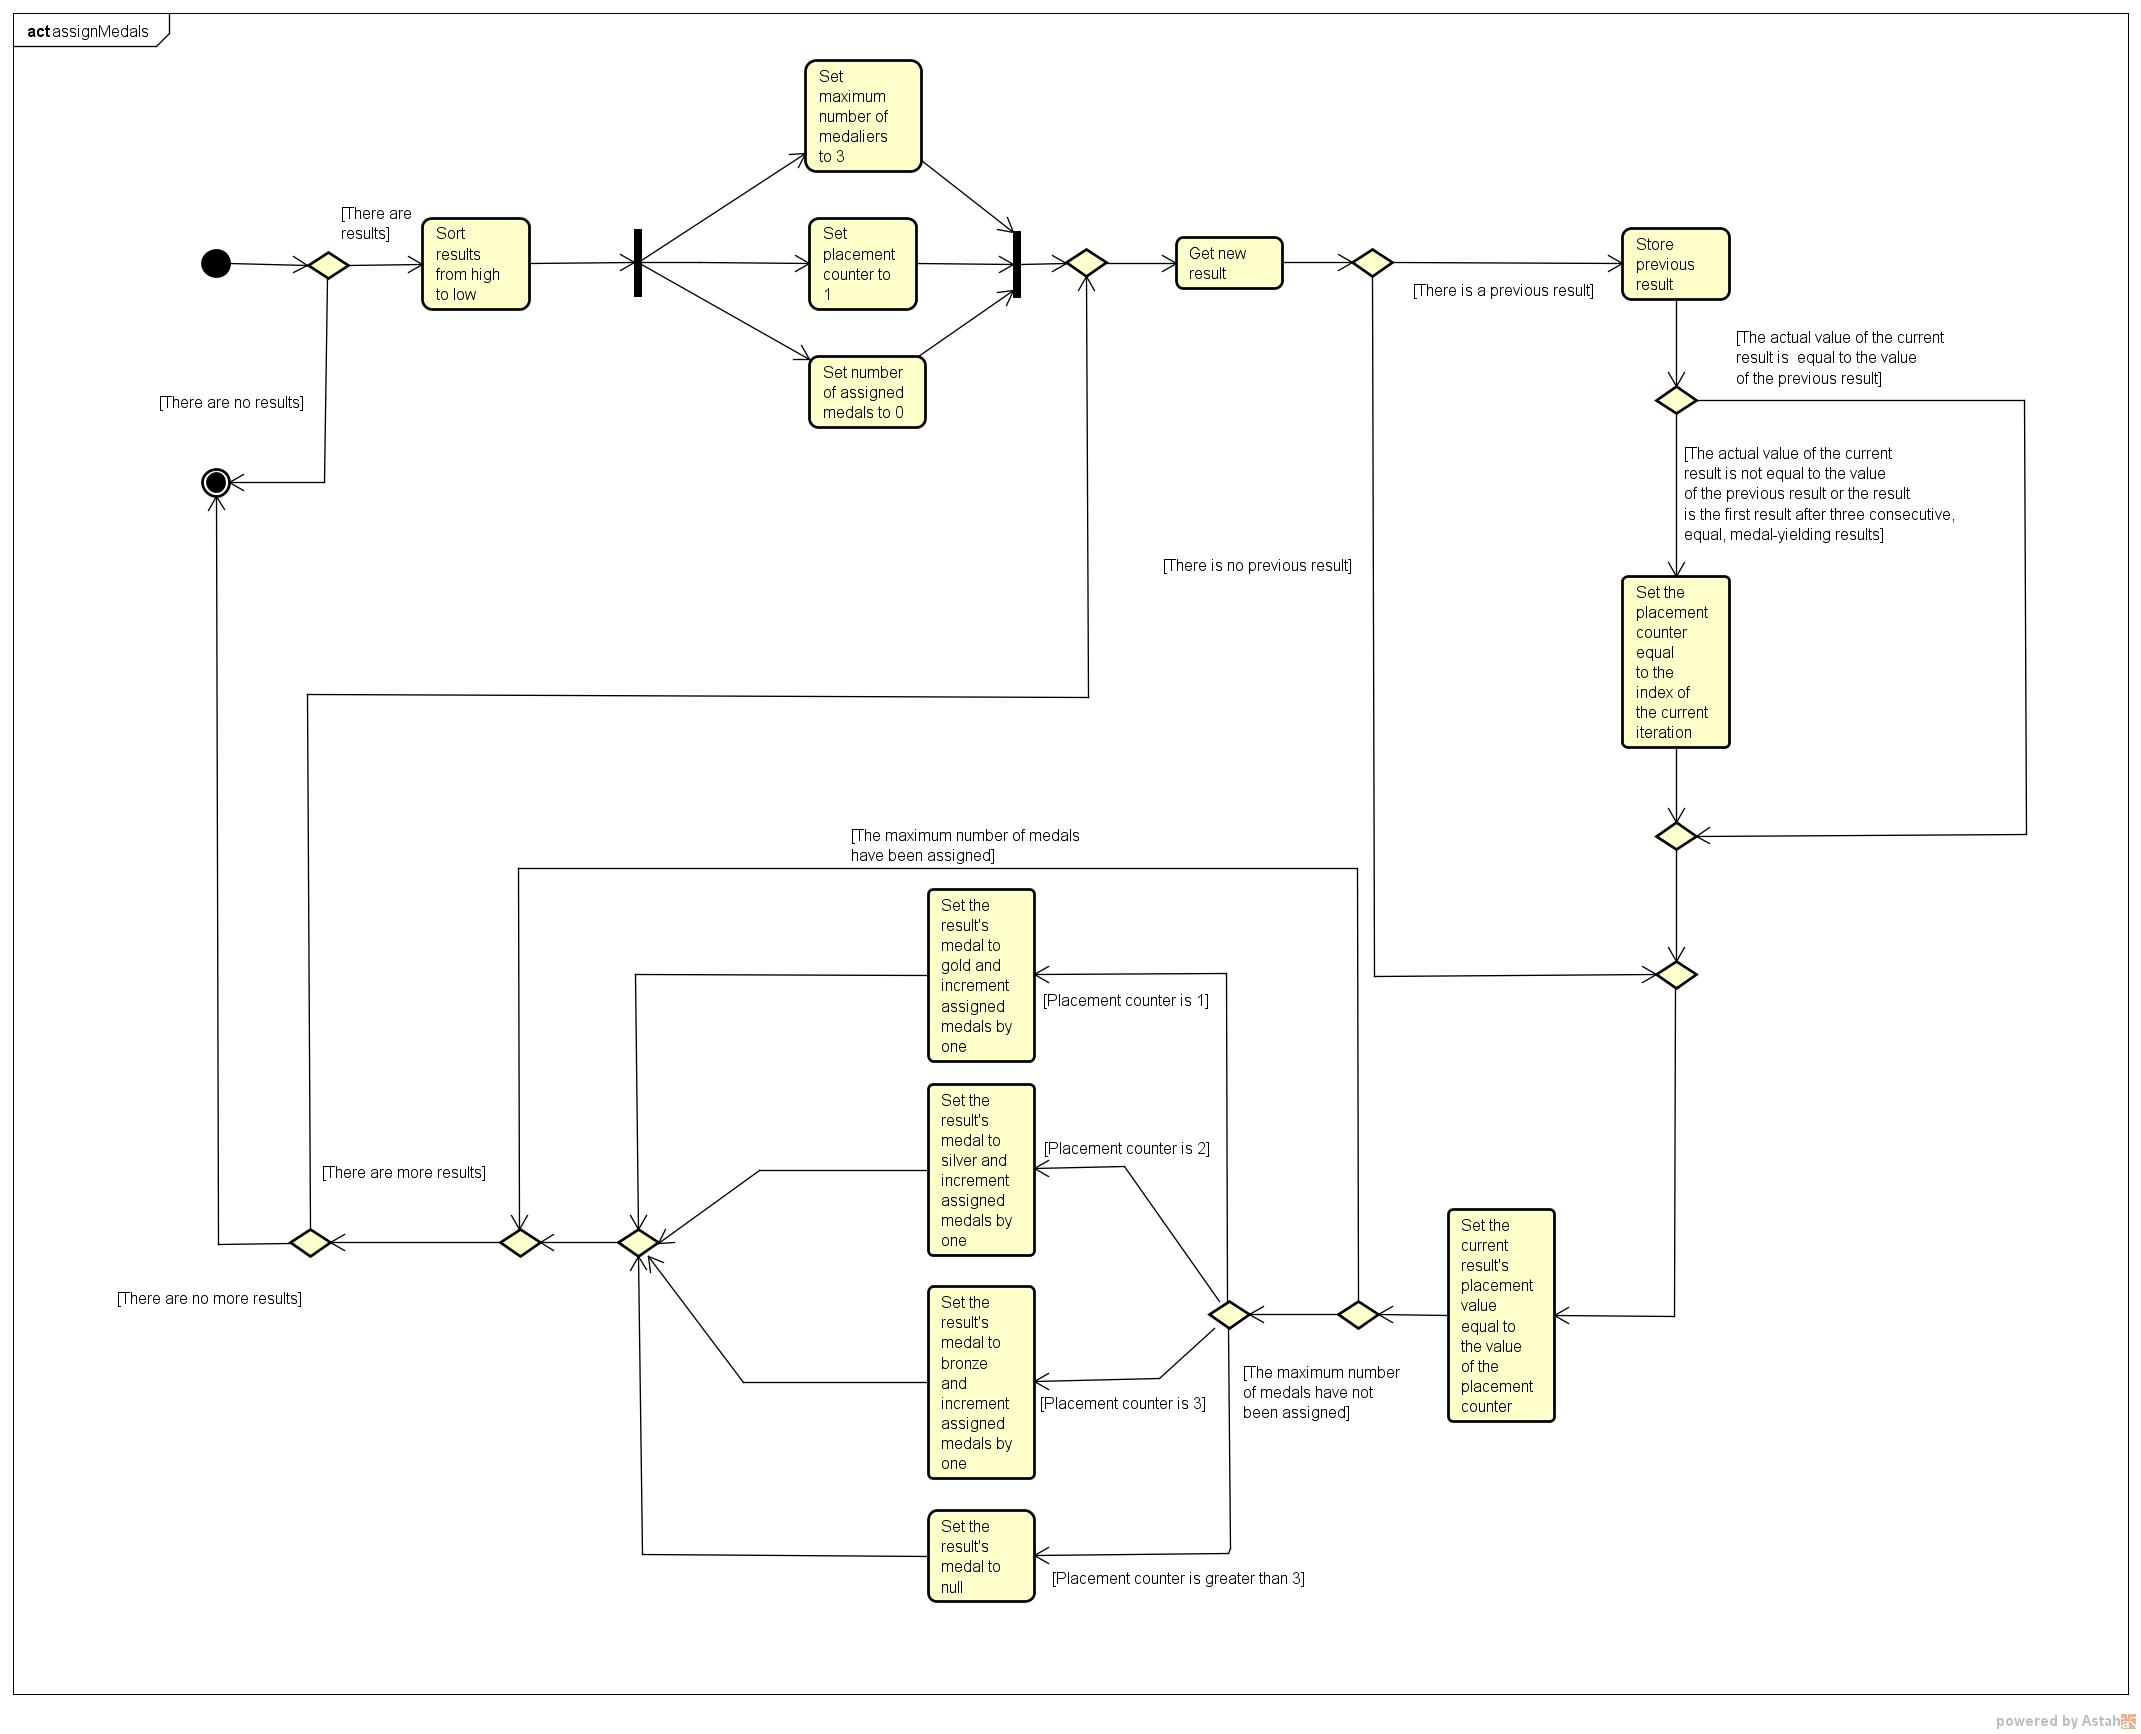 act assignMedals
Set
maximum
number of
medaliers
to 3
[There are
results]
Sort
results
from high
to low
Set
placement
counter to
1
Get new
result
Store
previous
result
[There is a previous result]
[The actual value of the current
result is  equal to the value
of the previous result]
Set number
of assigned
medals to 0
[There are no results]
[The actual value of the current
result is not equal to the value
of the previous result or the result
is the first result after three consecutive,
equal, medal-yielding results]
[There is no previous result]
Set the
placement
counter
equal
to the
index of
the current
iteration
[The maximum number of medals
have been assigned]
Set the
result's
medal to
gold and
increment
assigned
medals by
one
[Placement counter is 1]
Set the
result's
medal to
silver and
increment
assigned
medals by
one
[Placement counter is 2]
[There are more results]
Set the
current
result's
placement
value
equal to
the value
of the
placement
counter
[There are no more results]
Set the
result's
medal to
bronze
and
increment
assigned
medals by
one
[Placement counter is 3]
[The maximum number
of medals have not
been assigned]
Set the
result's
medal to
null
[Placement counter is greater than 3]
powered by Astah